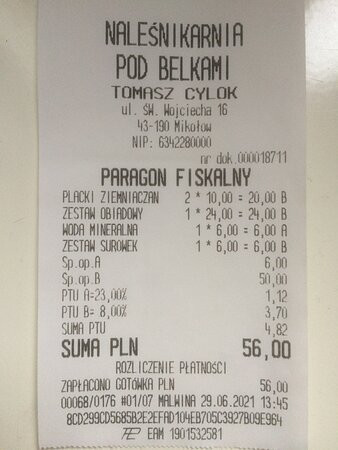 NALEŚNIKARNIA
POD BELKAMI
TOMASZ CYLOK
ul. ŚW. Wojciecha 16
43-190 Mikołów
NIP: 6342280000
nr dok.000018711
PARAGON FISKALNY
PLACKI ZIEMNIACZAN 2 * 10,00 = 20,00 B
ZESTAW OBIADOWY 1 * 24,00 = 24,00 B
WODA MINERALNA 1 * 6,00 = 6,00 A
ZESTAW SURÓWEK 1 * 6,00 = 6,00 B
Sp.op.A 6,00
Sp.op.B 50,00
PTU A=23,00% 1,12
PTU B= 8,00% 3,70
SUMA PTU 4,82
SUMA PLN 56,00
ROZLICZENIE PŁATNOŚCI
ZAPŁACONO GOTÓWKA PLN 56,00
00068/0176 #01/07 MALWINA 29.06.2021 13:45
8CD299CD5685B2E2EFAD104EB705C3927B09E964
EAM 1901532581